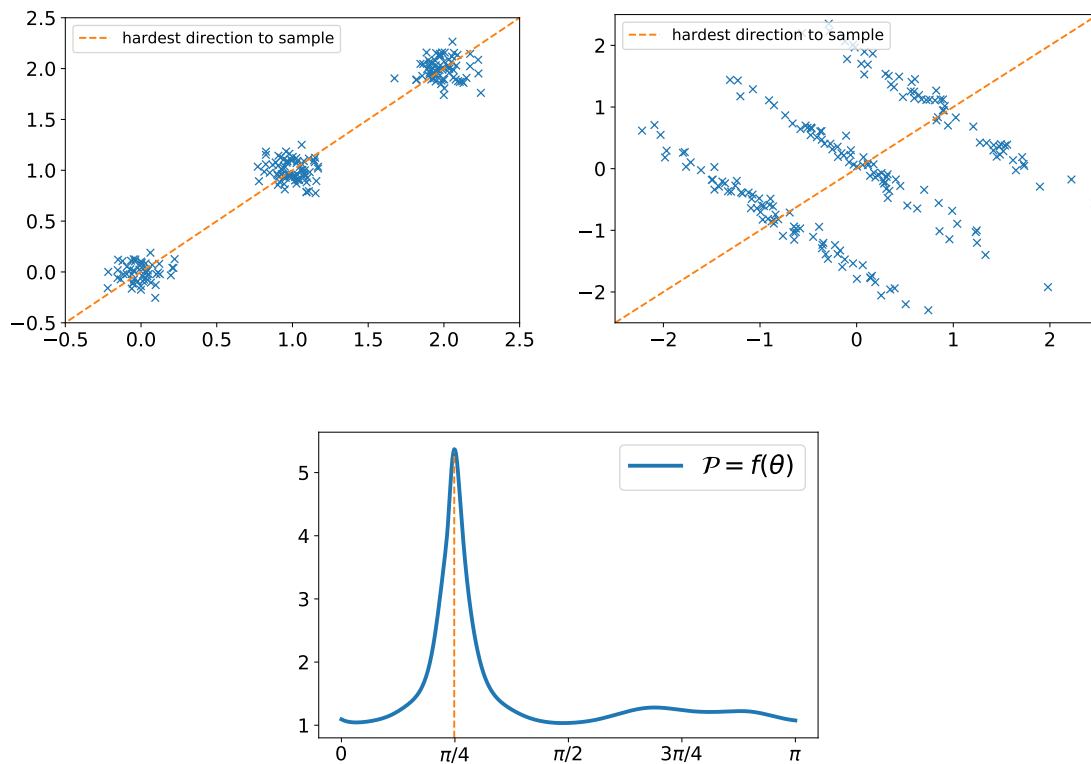 hardest direction to sample
2.5
2.0
1.5
1.0
0.5
0.0
−0.5
−0.5 0.0 0.5 1.0 1.5 2.0 2.5
hardest direction to sample
2
1
0
−1
−2
−2 −1 0 1 2
𝒫 = f(θ)
5
4
3
2
1
0 π/4 π/2 3π/4 π